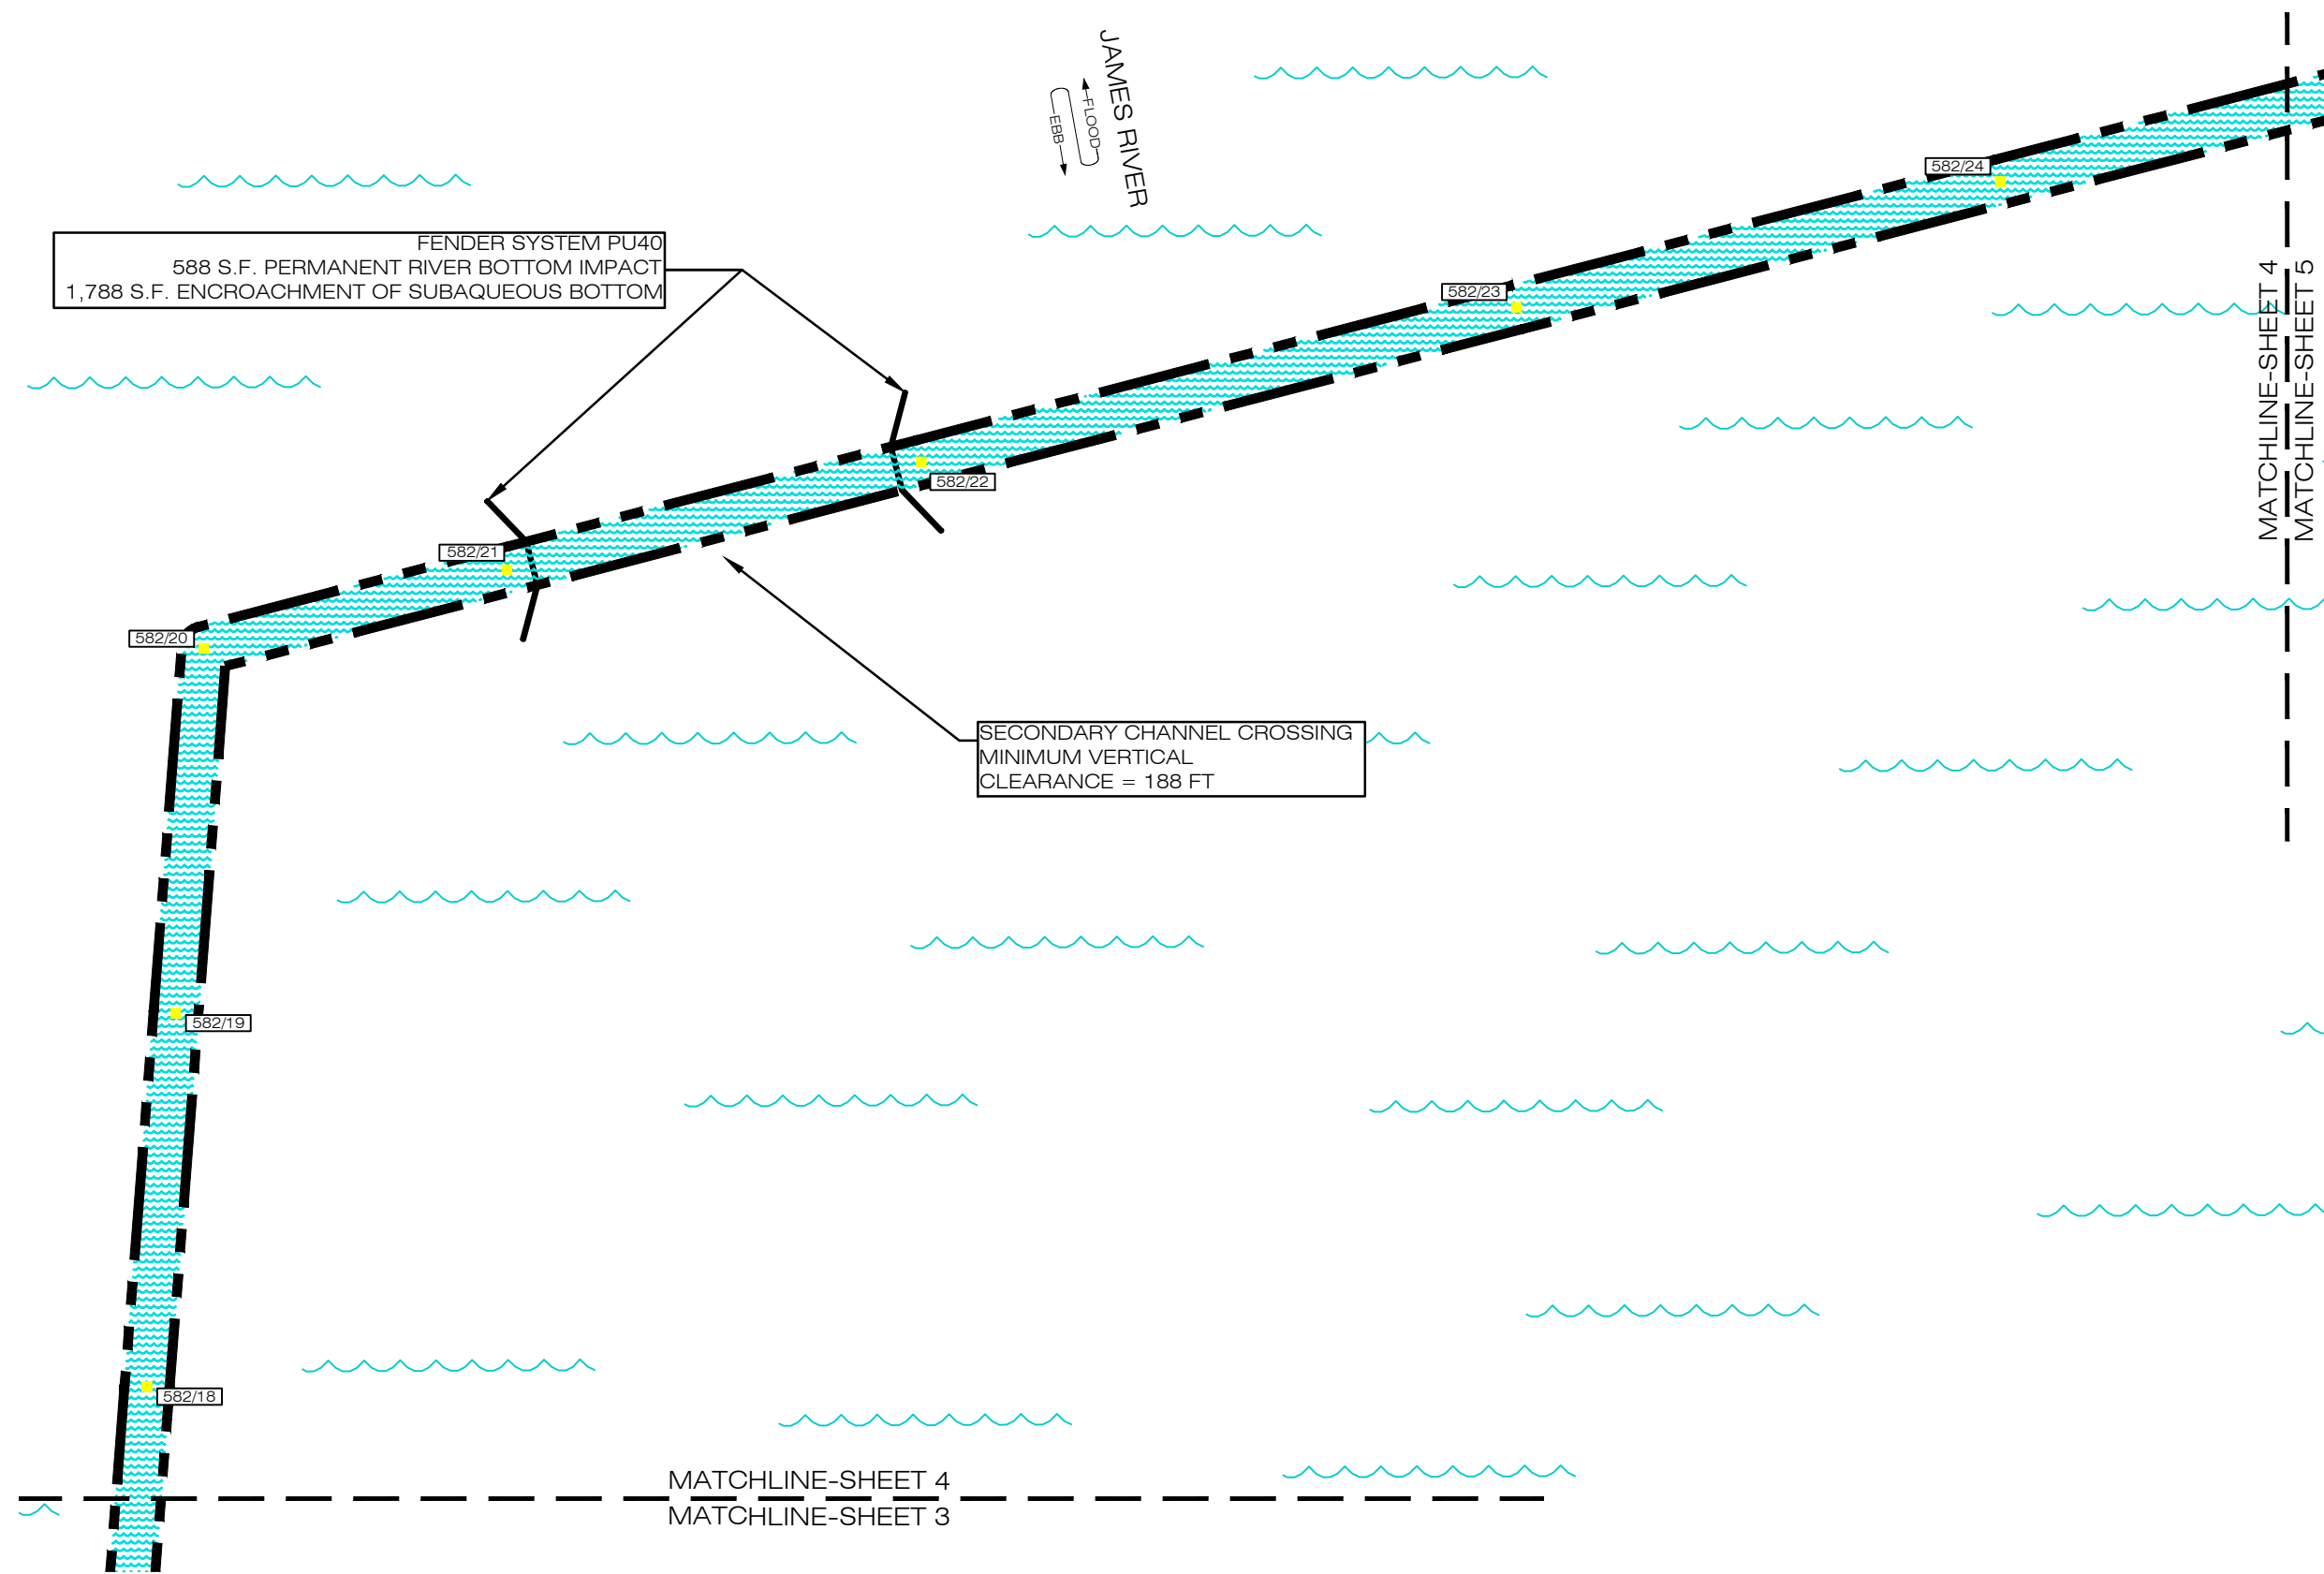 JAMES RIVER
FLOOD
EBB
582/24
FENDER SYSTEM PU40
588 S.F. PERMANENT RIVER BOTTOM IMPACT
1,788 S.F. ENCROACHMENT OF SUBAQUEOUS BOTTOM
582/23
MATCHLINE-SHEET 4
MATCHLINE-SHEET 5
582/22
582/21
582/20
SECONDARY CHANNEL CROSSING
MINIMUM VERTICAL
CLEARANCE = 188 FT
582/19
582/18
MATCHLINE-SHEET 4
MATCHLINE-SHEET 3